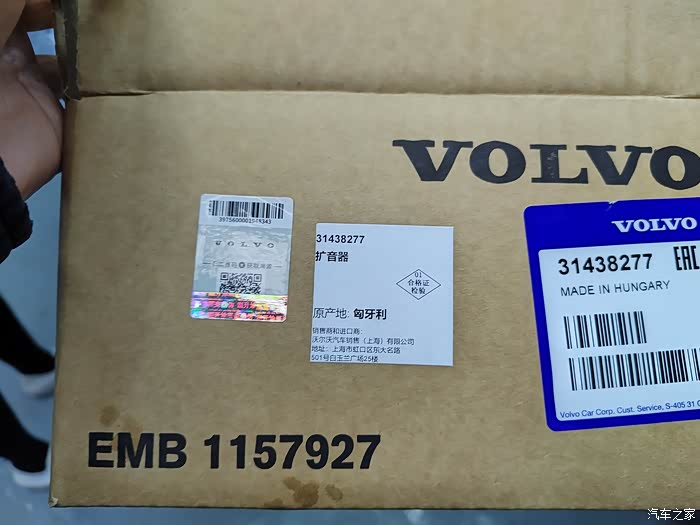 VOLVO
3975800001548343
VOLVO
31438277
扩音器
01
合格证
检验
原产地: 匈牙利
销售商和进口商:
沃尔沃汽车销售（上海）有限公司
地址: 上海市虹口区东大名路
501号白玉兰广场25楼
VOLVO
31438277 EAC
MADE IN HUNGARY
Volvo Car Corp. Cust. Service, S-405 31 G
EMB 1157927
汽车之家